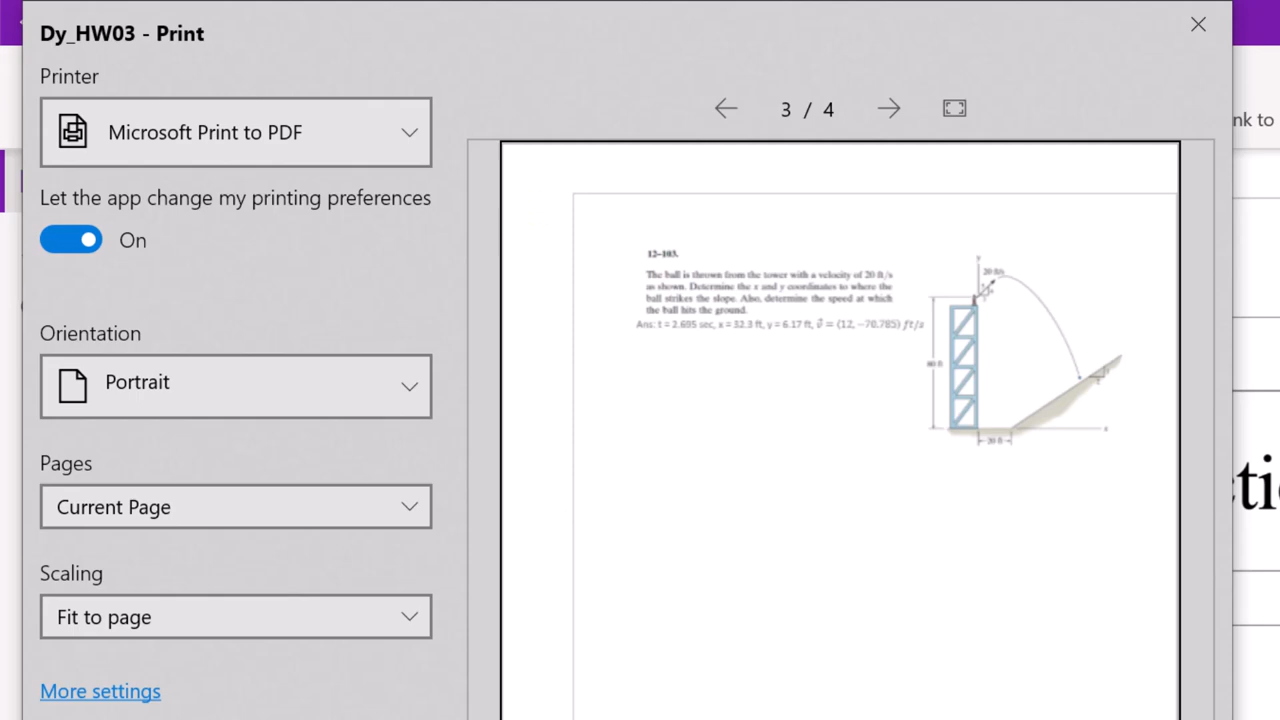 Dy_HW03 - Print
Printer
Microsoft Print to PDF
Let the app change my printing preferences
On
Orientation
Portrait
Pages
Current Page
Scaling
Fit to page
More settings
3 / 4
nk to
12–103.
The ball is thrown from the tower with a velocity of 20 ft/s
as shown. Determine the x and y coordinates to where the
ball strikes the slope. Also, determine the speed at which
the ball hits the ground.
Ans: t = 2.695 sec, x = 32.3 ft, y = 6.17 ft, v̄ = (12, −70.785) ft/s
y
20 ft/s
80 ft
20 ft
x